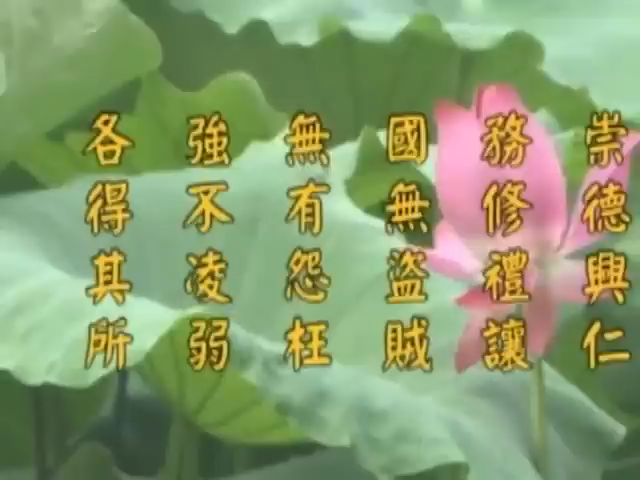 崇德興仁
務修禮讓
國無盜賊
無有怨枉
強不凌弱
各得其所